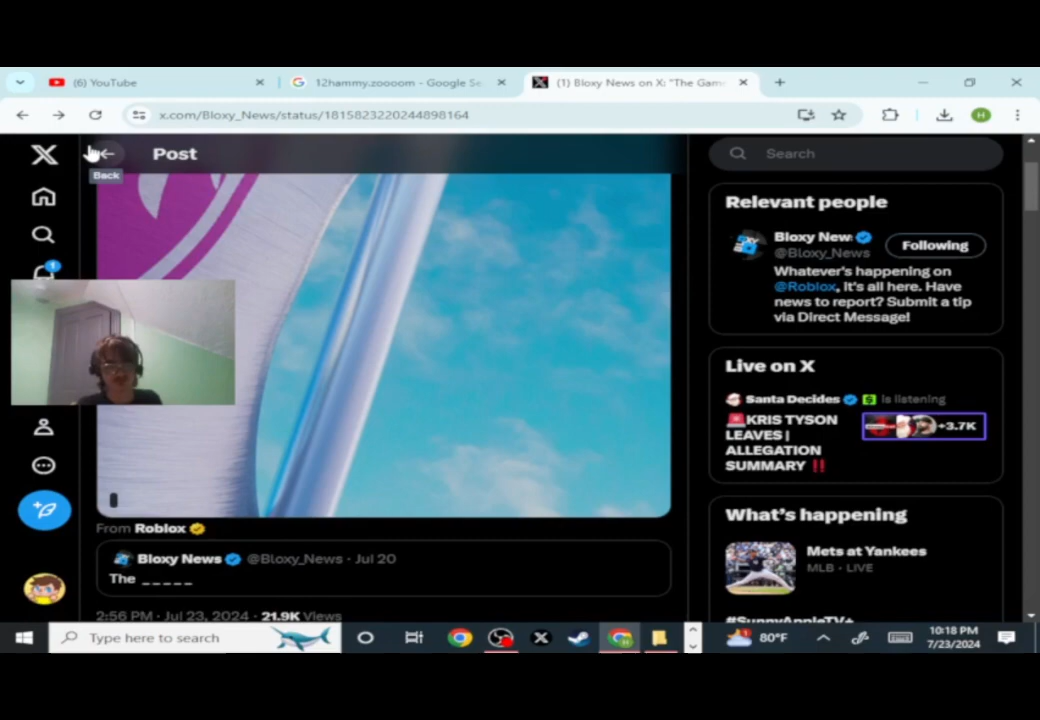 (6) YouTube
12hammy.zoooom - Google Se
(1) Bloxy News on X: "The Gam
x.com/Bloxy_News/status/1815823220244898164
Post
Back
Search
Relevant people
Bloxy New
@Bloxy_News
Following
Whatever's happening on
@Roblox, it's all here. Have
news to report? Submit a tip
via Direct Message!
Live on X
Santa Decides is listening
KRIS TYSON
LEAVES |
ALLEGATION
SUMMARY ‼️
+3.7K
What's happening
Mets at Yankees
MLB · LIVE
#SunnyAppleTV+
1
From Roblox
Bloxy News @Bloxy_News · Jul 20
The _ _ _ _ _
2:56 PM · Jul 23, 2024 · 21.9K Views
Type here to search
80°F
10:18 PM
7/23/2024
H